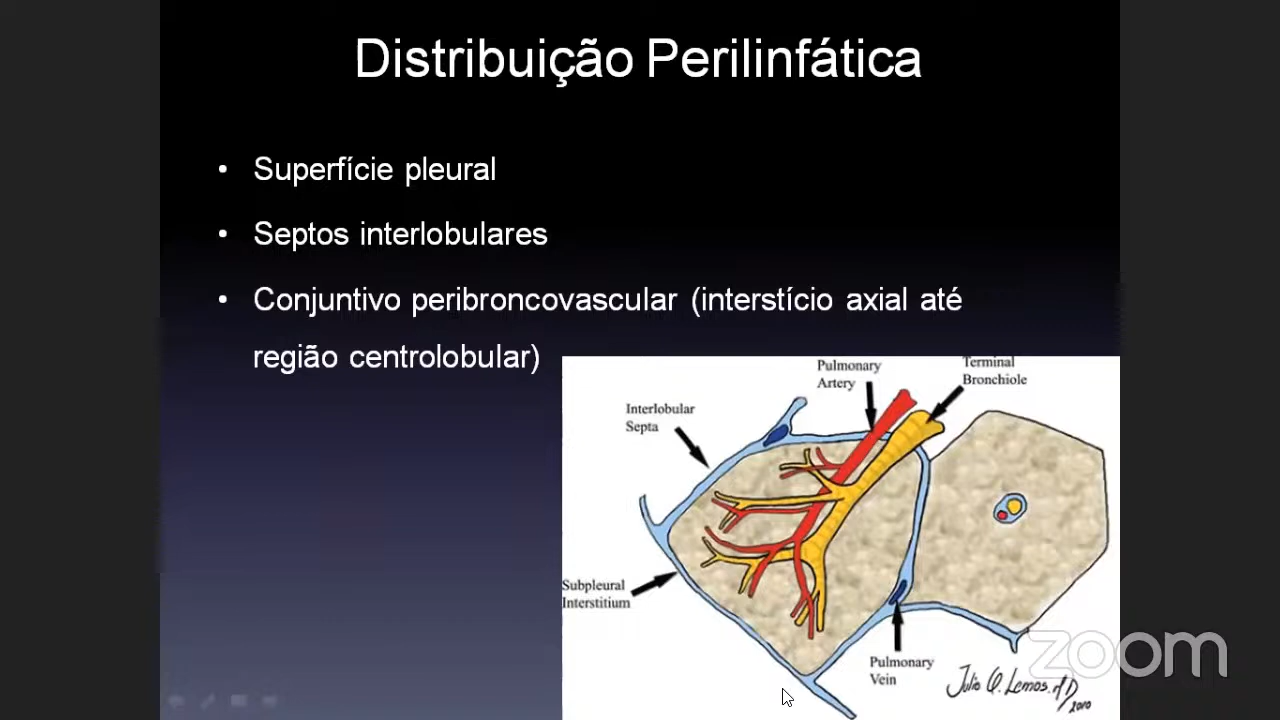 Distribuição Perilinfática
• Superfície pleural
• Septos interlobulares
• Conjuntivo peribroncovascular (interstício axial até
região centrolobular)
Pulmonary
Artery
Terminal
Bronchiole
Interlobular
Septa
Subpleural
Interstitium
Pulmonary
Vein
Julio Q. Lemos. MD
2010
zoom